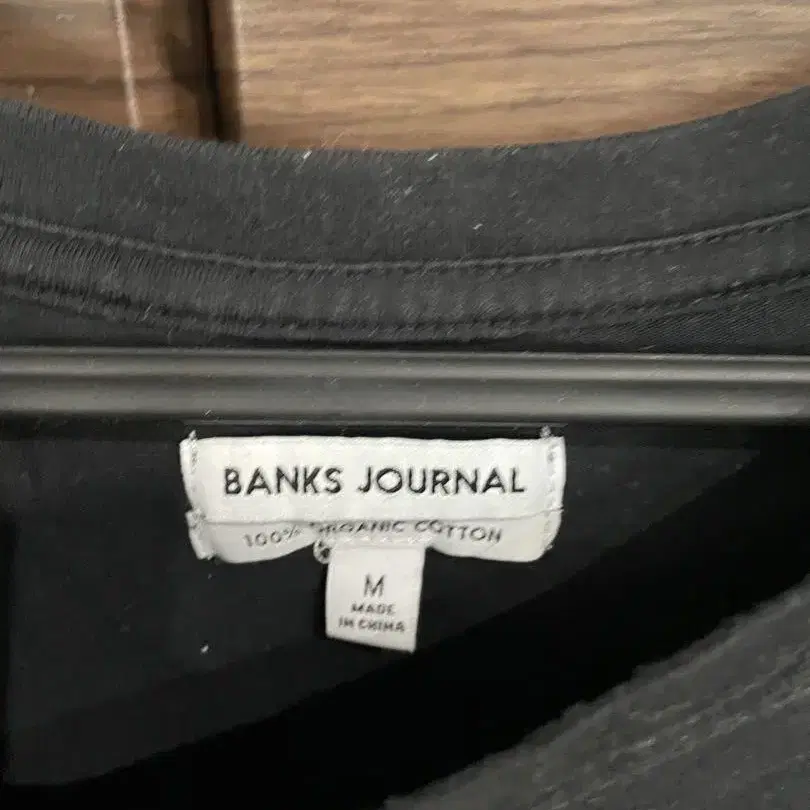 BANKS JOURNAL
100% ORGANIC COTTON
M
MADE
IN CHINA